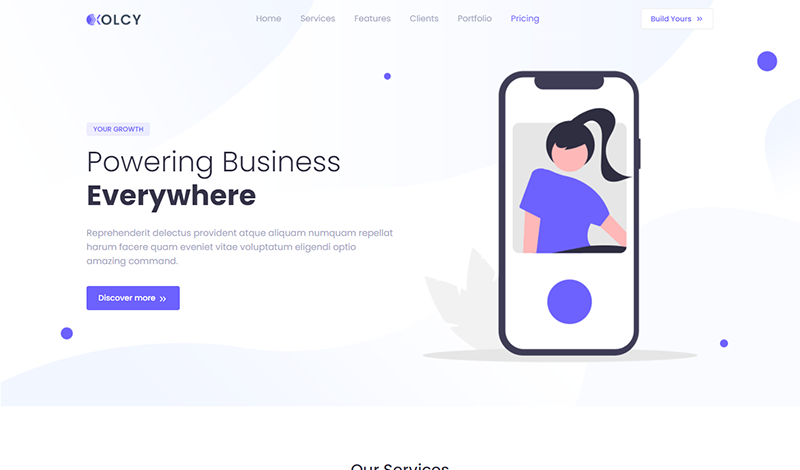 XOLCY
Home Services Features Clients Portfolio Pricing
Build Yours »
YOUR GROWTH
Powering Business
Everywhere
Reprehenderit delectus provident atque aliquam numquam repellat
harum facere quam eveniet vitae voluptatum eligendi optio
amazing command.
Discover more »
Our Services